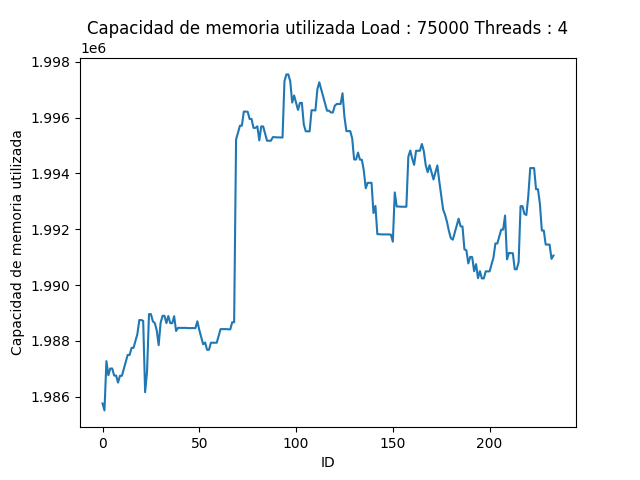 Capacidad de memoria utilizada Load : 75000 Threads : 4
1e6
1.998
1.996
1.994
1.992
1.990
1.988
1.986
Capacidad de memoria utilizada
0 50 100 150 200
ID